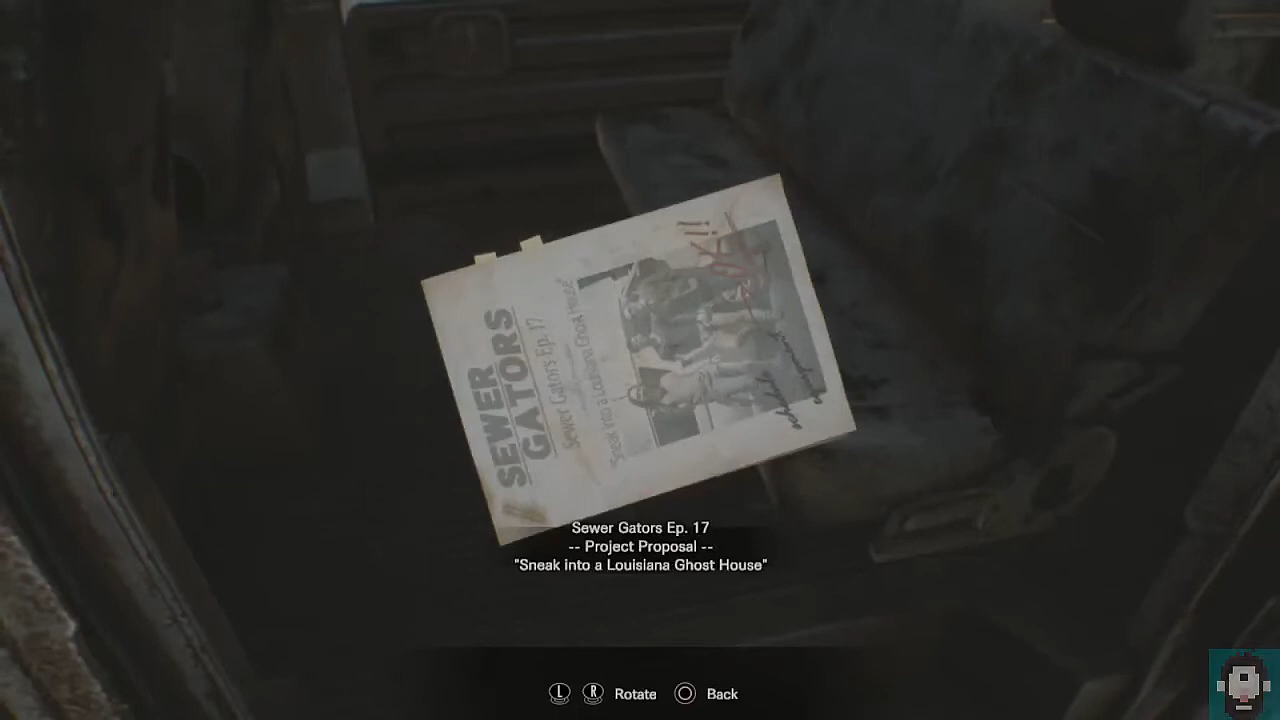 SEWER
GATORS
Sewer Gators Ep. 17
"Sneak into a Louisiana Ghost House"
OK!!
Sewer Gators Ep. 17
-- Project Proposal --
"Sneak into a Louisiana Ghost House"
L R Rotate Back